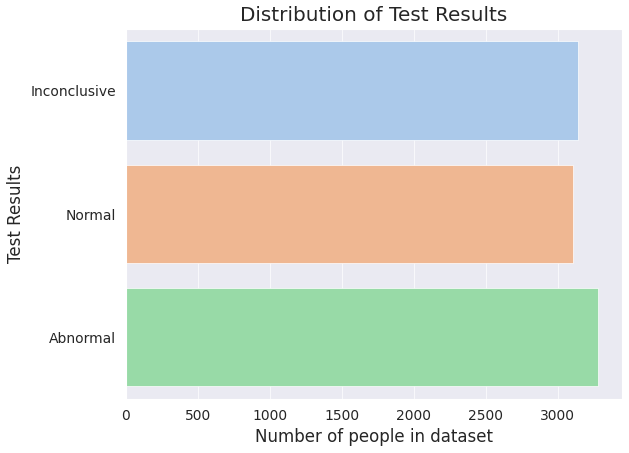 Distribution of Test Results
Test Results
Inconclusive
Normal
Abnormal
0 500 1000 1500 2000 2500 3000
Number of people in dataset